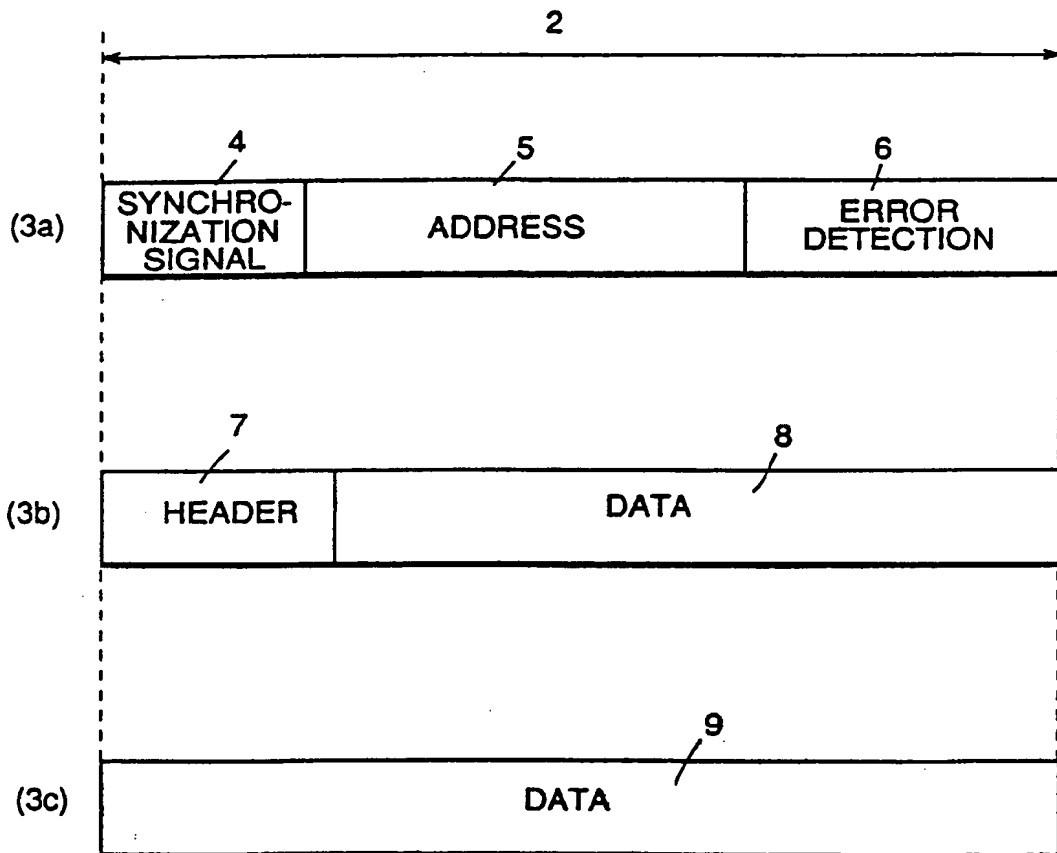 2
4
5
6
(3a)
SYNCHRO-
NIZATION
SIGNAL
ADDRESS
ERROR
DETECTION
7
8
(3b)
HEADER
DATA
9
(3c)
DATA